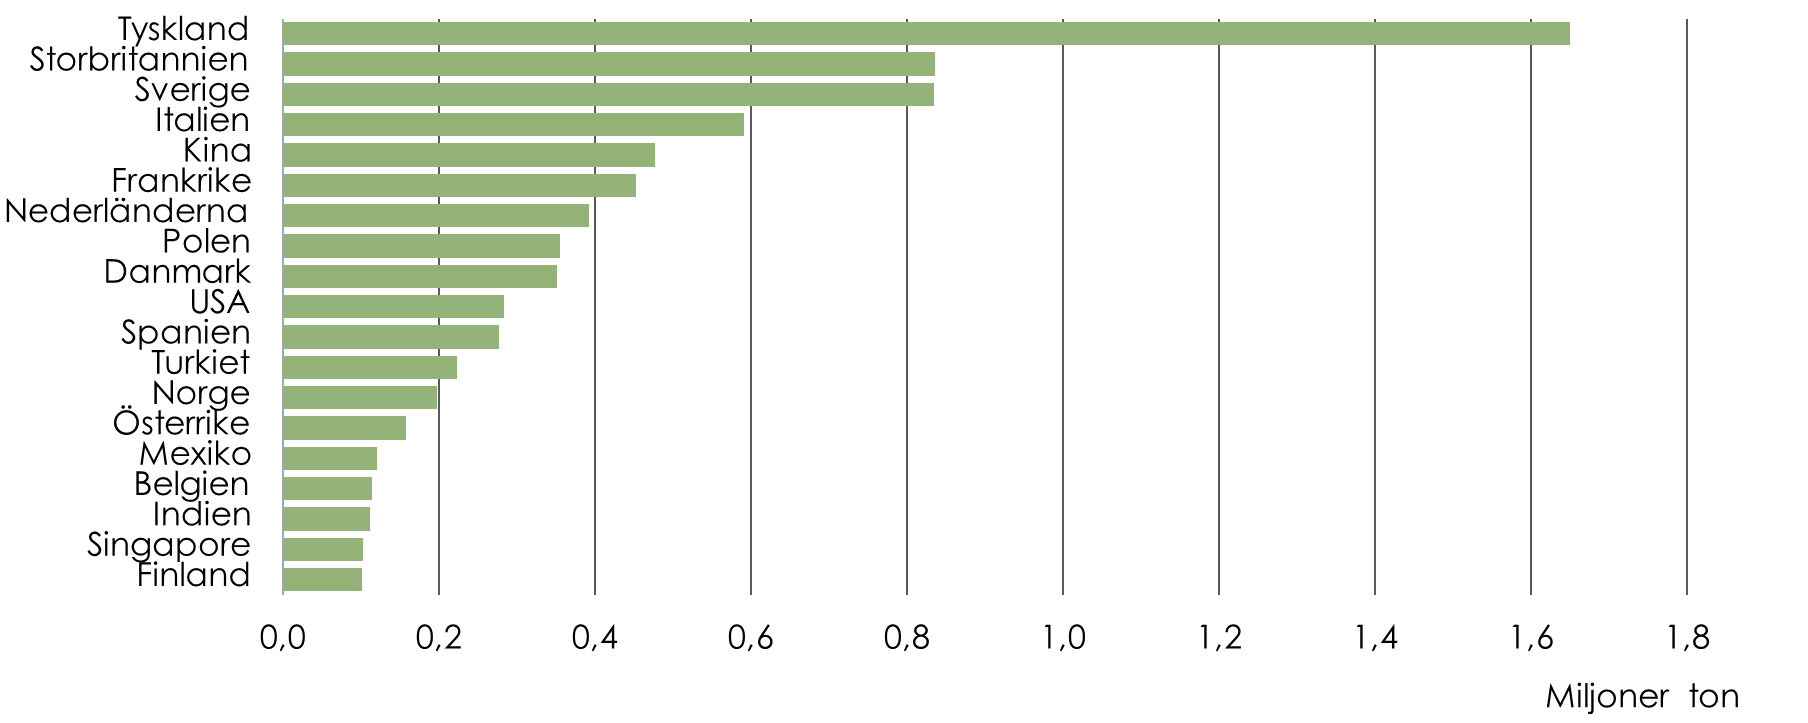 Tyskland
Storbritannien
Sverige
Italien
Kina
Frankrike
Nederländerna
Polen
Danmark
USA
Spanien
Turkiet
Norge
Österrike
Mexiko
Belgien
Indien
Singapore
Finland
0,0 0,2 0,4 0,6 0,8 1,0 1,2 1,4 1,6 1,8
Miljoner ton